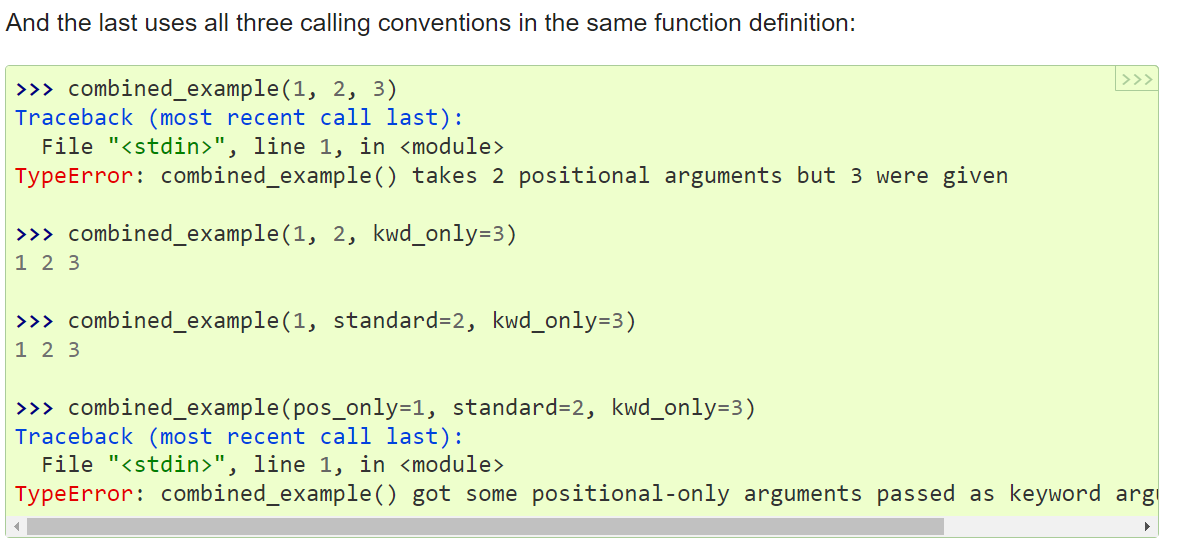 And the last uses all three calling conventions in the same function definition:
>>>
>>> combined_example(1, 2, 3)
Traceback (most recent call last):
  File "<stdin>", line 1, in <module>
TypeError: combined_example() takes 2 positional arguments but 3 were given
>>> combined_example(1, 2, kwd_only=3)
1 2 3
>>> combined_example(1, standard=2, kwd_only=3)
1 2 3
>>> combined_example(pos_only=1, standard=2, kwd_only=3)
Traceback (most recent call last):
  File "<stdin>", line 1, in <module>
TypeError: combined_example() got some positional-only arguments passed as keyword